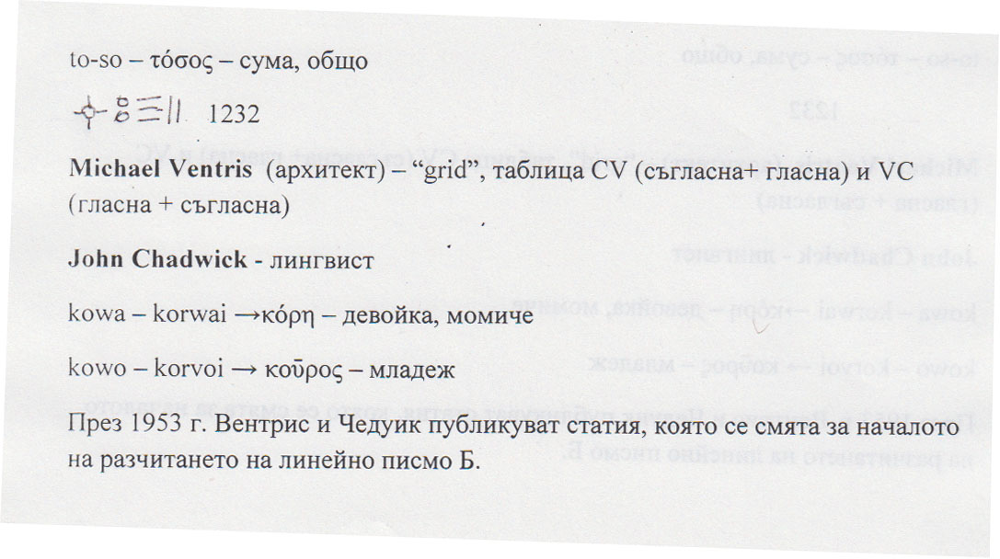 to-so – τόσος – сума, общо
1232
Michael Ventris (архитект) – “grid”, таблица CV (съгласна+ гласна) и VC
(гласна + съгласна)
John Chadwick - лингвист
kowa – korwai →κόρη – девойка, момиче
kowo – korvoi → κοῦρος – младеж
През 1953 г. Вентрис и Чедуик публикуват статия, която се смята за началото
на разчитането на линейно писмо Б.